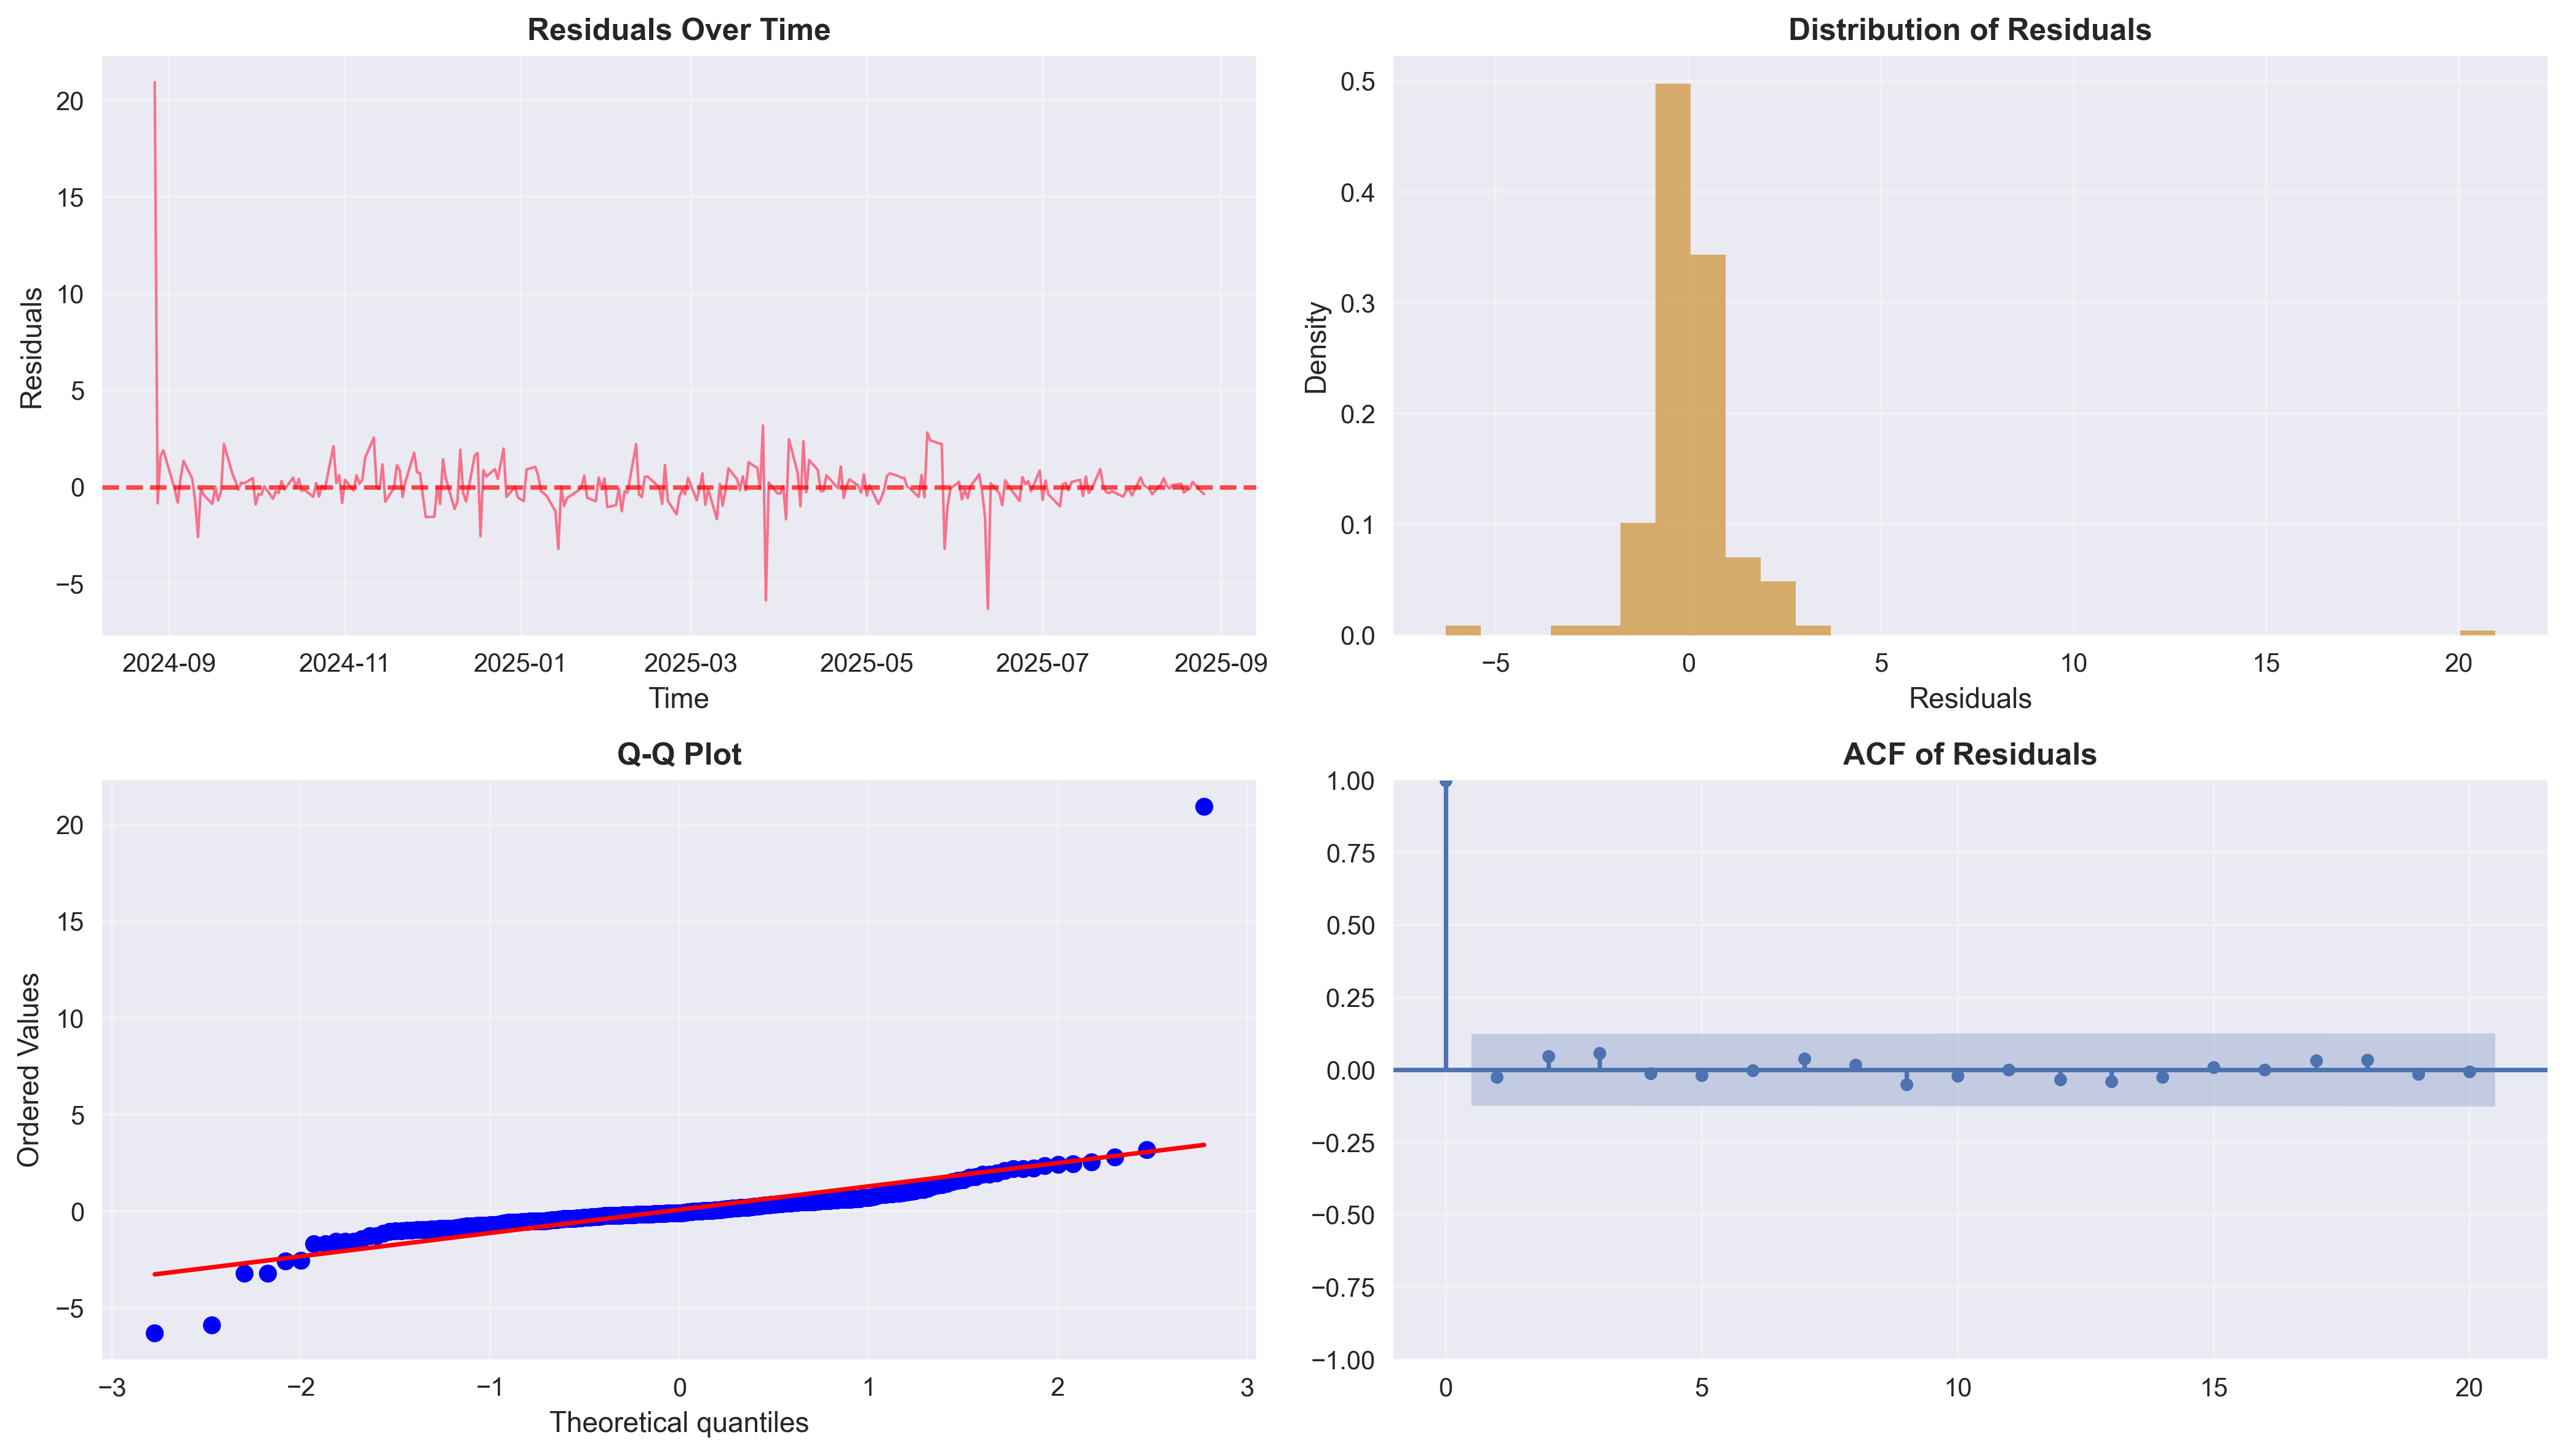 Residuals Over Time
Residuals
20
15
10
5
0
−5
2024-09 2024-11 2025-01 2025-03 2025-05 2025-07 2025-09
Time
Distribution of Residuals
Density
0.5
0.4
0.3
0.2
0.1
0.0
−5 0 5 10 15 20
Residuals
Q-Q Plot
Ordered Values
20
15
10
5
0
−5
−3 −2 −1 0 1 2 3
Theoretical quantiles
ACF of Residuals
1.00
0.75
0.50
0.25
0.00
−0.25
−0.50
−0.75
−1.00
0 5 10 15 20